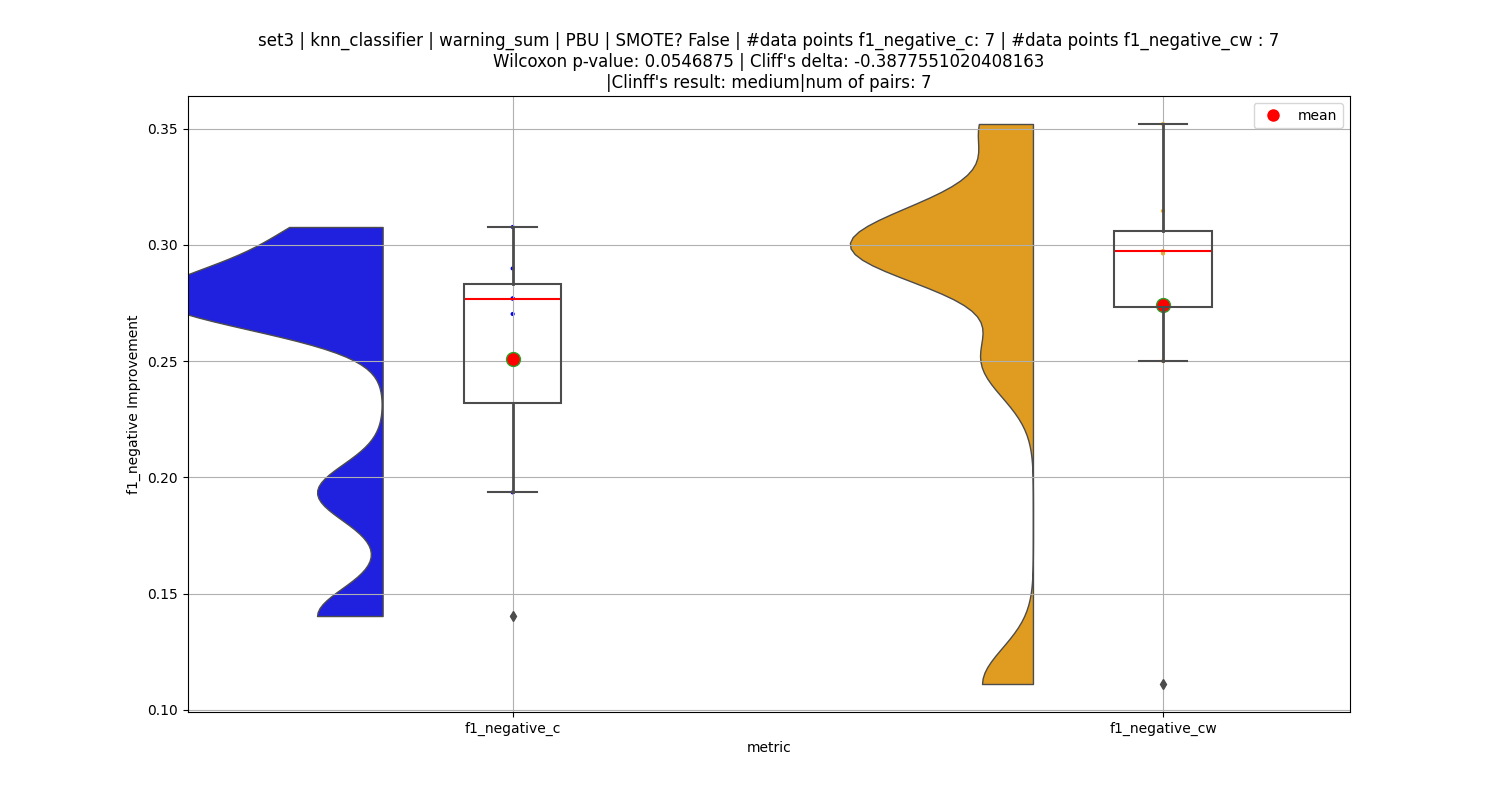 set3 | knn_classifier | warning_sum | PBU | SMOTE? False | #data points f1_negative_c: 7 | #data points f1_negative_cw : 7
Wilcoxon p-value: 0.0546875 | Cliff's delta: -0.3877551020408163
|Clinff's result: medium|num of pairs: 7
mean
0.35
0.30
0.25
0.20
0.15
0.10
f1_negative Improvement
f1_negative_c
f1_negative_cw
metric